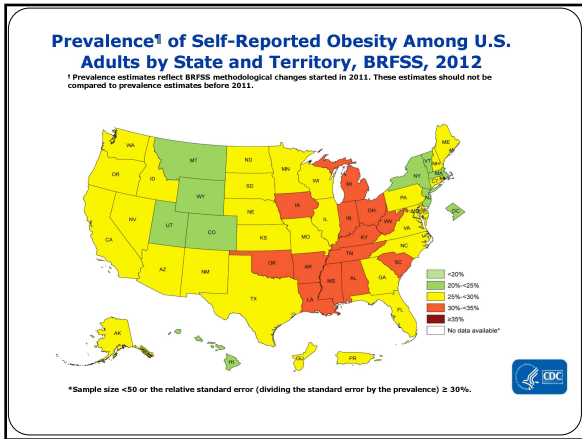 Prevalence¶ of Self-Reported Obesity Among U.S.
Adults by State and Territory, BRFSS, 2012
¶ Prevalence estimates reflect BRFSS methodological changes started in 2011. These estimates should not be
compared to prevalence estimates before 2011.
WA
MT
ND
MN
ME
OR
ID
SD
WI
MI
VT
NH
NY
MA
CT
WY
IA
PA
NJ
NV
NE
IL
IN
OH
MD
DC
UT
CO
KS
MO
KY
WV
VA
CA
AZ
NM
OK
AR
TN
NC
SC
TX
LA
MS
AL
GA
FL
AK
HI
GU
PR
<20%
20%-<25%
25%-<30%
30%-<35%
≥35%
No data available*
*Sample size <50 or the relative standard error (dividing the standard error by the prevalence) ≥ 30%.
CDC